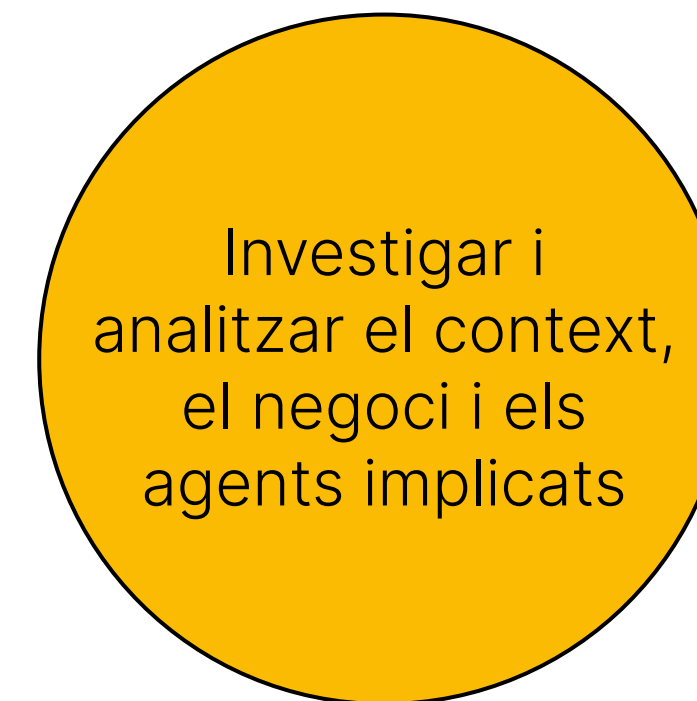 Investigar i
analitzar el context,
el negoci i els
agents implicats